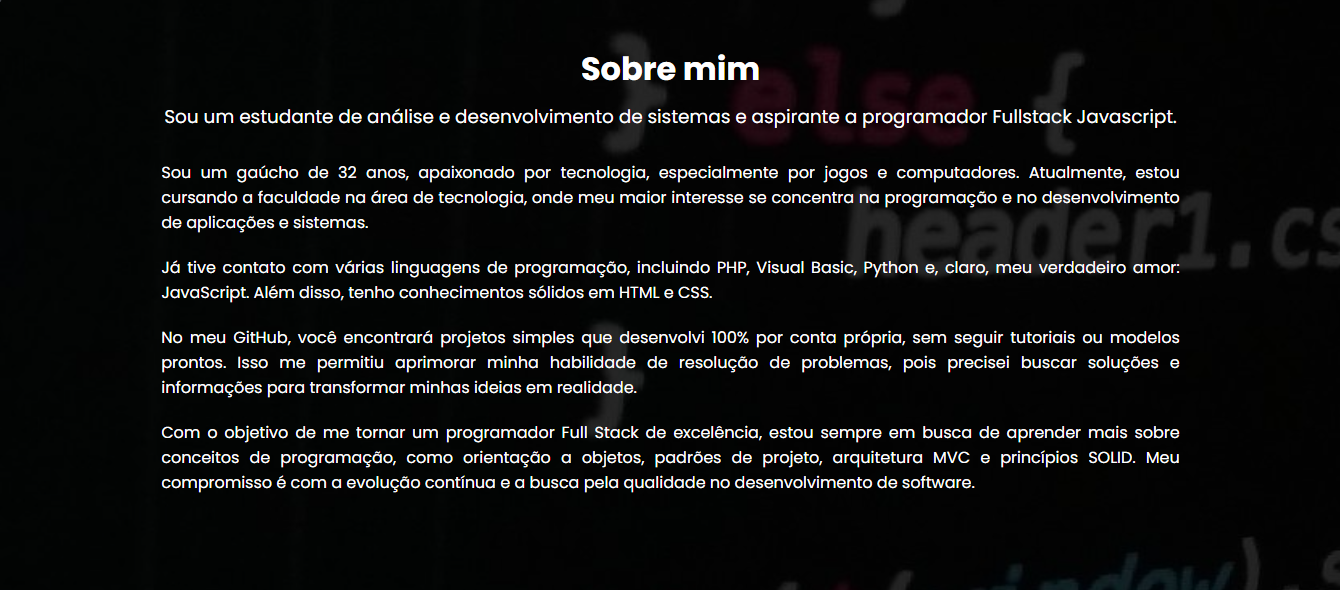 Sobre mim
Sou um estudante de análise e desenvolvimento de sistemas e aspirante a programador Fullstack Javascript.
Sou um gaúcho de 32 anos, apaixonado por tecnologia, especialmente por jogos e computadores. Atualmente, estou
cursando a faculdade na área de tecnologia, onde meu maior interesse se concentra na programação e no desenvolvimento
de aplicações e sistemas.
Já tive contato com várias linguagens de programação, incluindo PHP, Visual Basic, Python e, claro, meu verdadeiro amor:
JavaScript. Além disso, tenho conhecimentos sólidos em HTML e CSS.
No meu GitHub, você encontrará projetos simples que desenvolvi 100% por conta própria, sem seguir tutoriais ou modelos
prontos. Isso me permitiu aprimorar minha habilidade de resolução de problemas, pois precisei buscar soluções e
informações para transformar minhas ideias em realidade.
Com o objetivo de me tornar um programador Full Stack de excelência, estou sempre em busca de aprender mais sobre
conceitos de programação, como orientação a objetos, padrões de projeto, arquitetura MVC e princípios SOLID. Meu
compromisso é com a evolução contínua e a busca pela qualidade no desenvolvimento de software.
} else {
header1.cs
}
(window).s